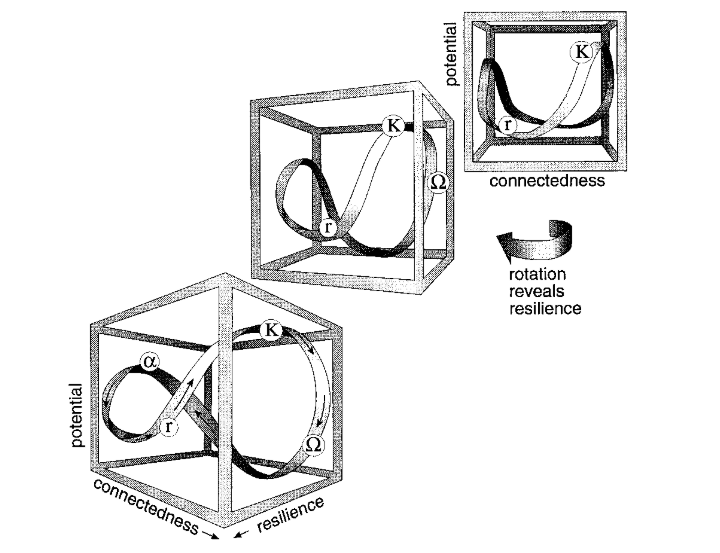 potential
K
r
connectedness
K
Ω
r
rotation
reveals
resilience
potential
α
K
r
Ω
connectedness →
← resilience